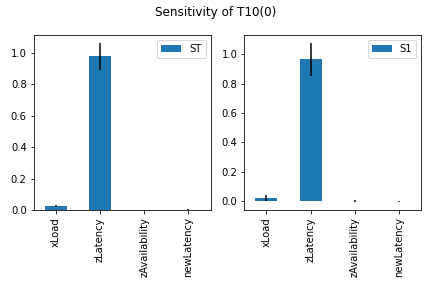 Sensitivity of T10(0)
ST
1.0
0.8
0.6
0.4
0.2
0.0
xLoad
zLatency
zAvailability
newLatency
S1
1.0
0.8
0.6
0.4
0.2
0.0
xLoad
zLatency
zAvailability
newLatency